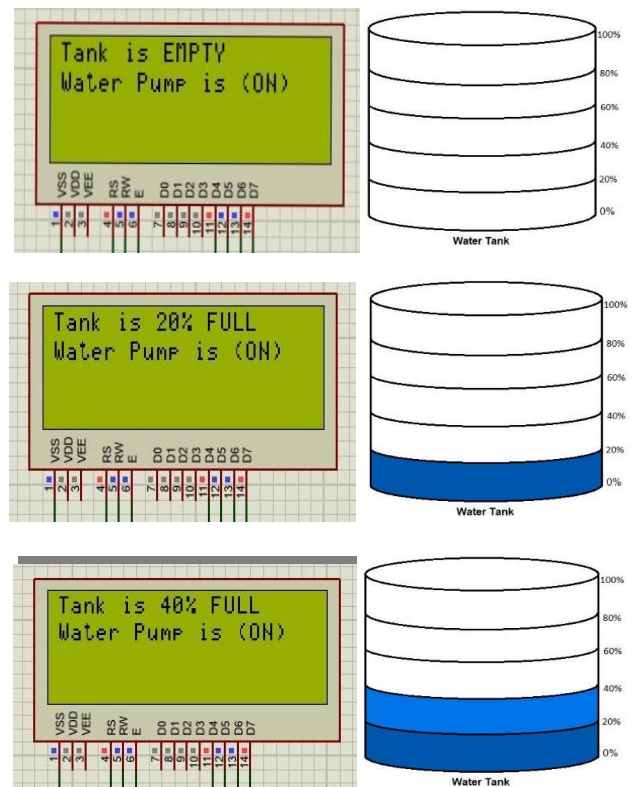 Tank is EMPTY
Water Pump is (ON)
VSS
VDD
VEE
RS
RW
E
D0
D1
D2
D3
D4
D5
D6
D7
1
2
3
4
5
6
7
8
9
10
11
12
13
14
100%
80%
60%
40%
20%
0%
Water Tank
Tank is 20% FULL
Water Pump is (ON)
VSS
VDD
VEE
RS
RW
E
D0
D1
D2
D3
D4
D5
D6
D7
1
2
3
4
5
6
7
8
9
10
11
12
13
14
100%
80%
60%
40%
20%
0%
Water Tank
Tank is 40% FULL
Water Pump is (ON)
VSS
VDD
VEE
RS
RW
E
D0
D1
D2
D3
D4
D5
D6
D7
1
2
3
4
5
6
7
8
9
10
11
12
13
14
100%
80%
60%
40%
20%
0%
Water Tank